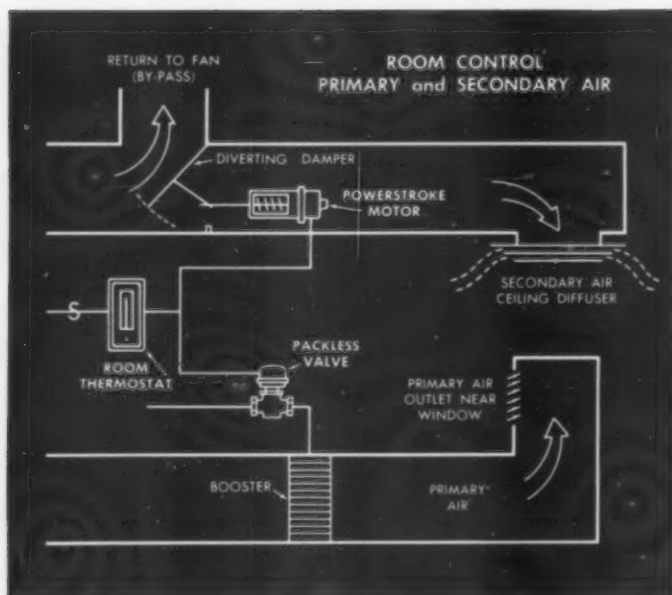 RETURN TO FAN
(BY-PASS)
ROOM CONTROL
PRIMARY and SECONDARY AIR
DIVERTING DAMPER
POWERSTROKE
MOTOR
SECONDARY AIR
CEILING DIFFUSER
S
ROOM
THERMOSTAT
PACKLESS
VALVE
PRIMARY AIR
OUTLET NEAR
WINDOW
BOOSTER
PRIMARY
AIR